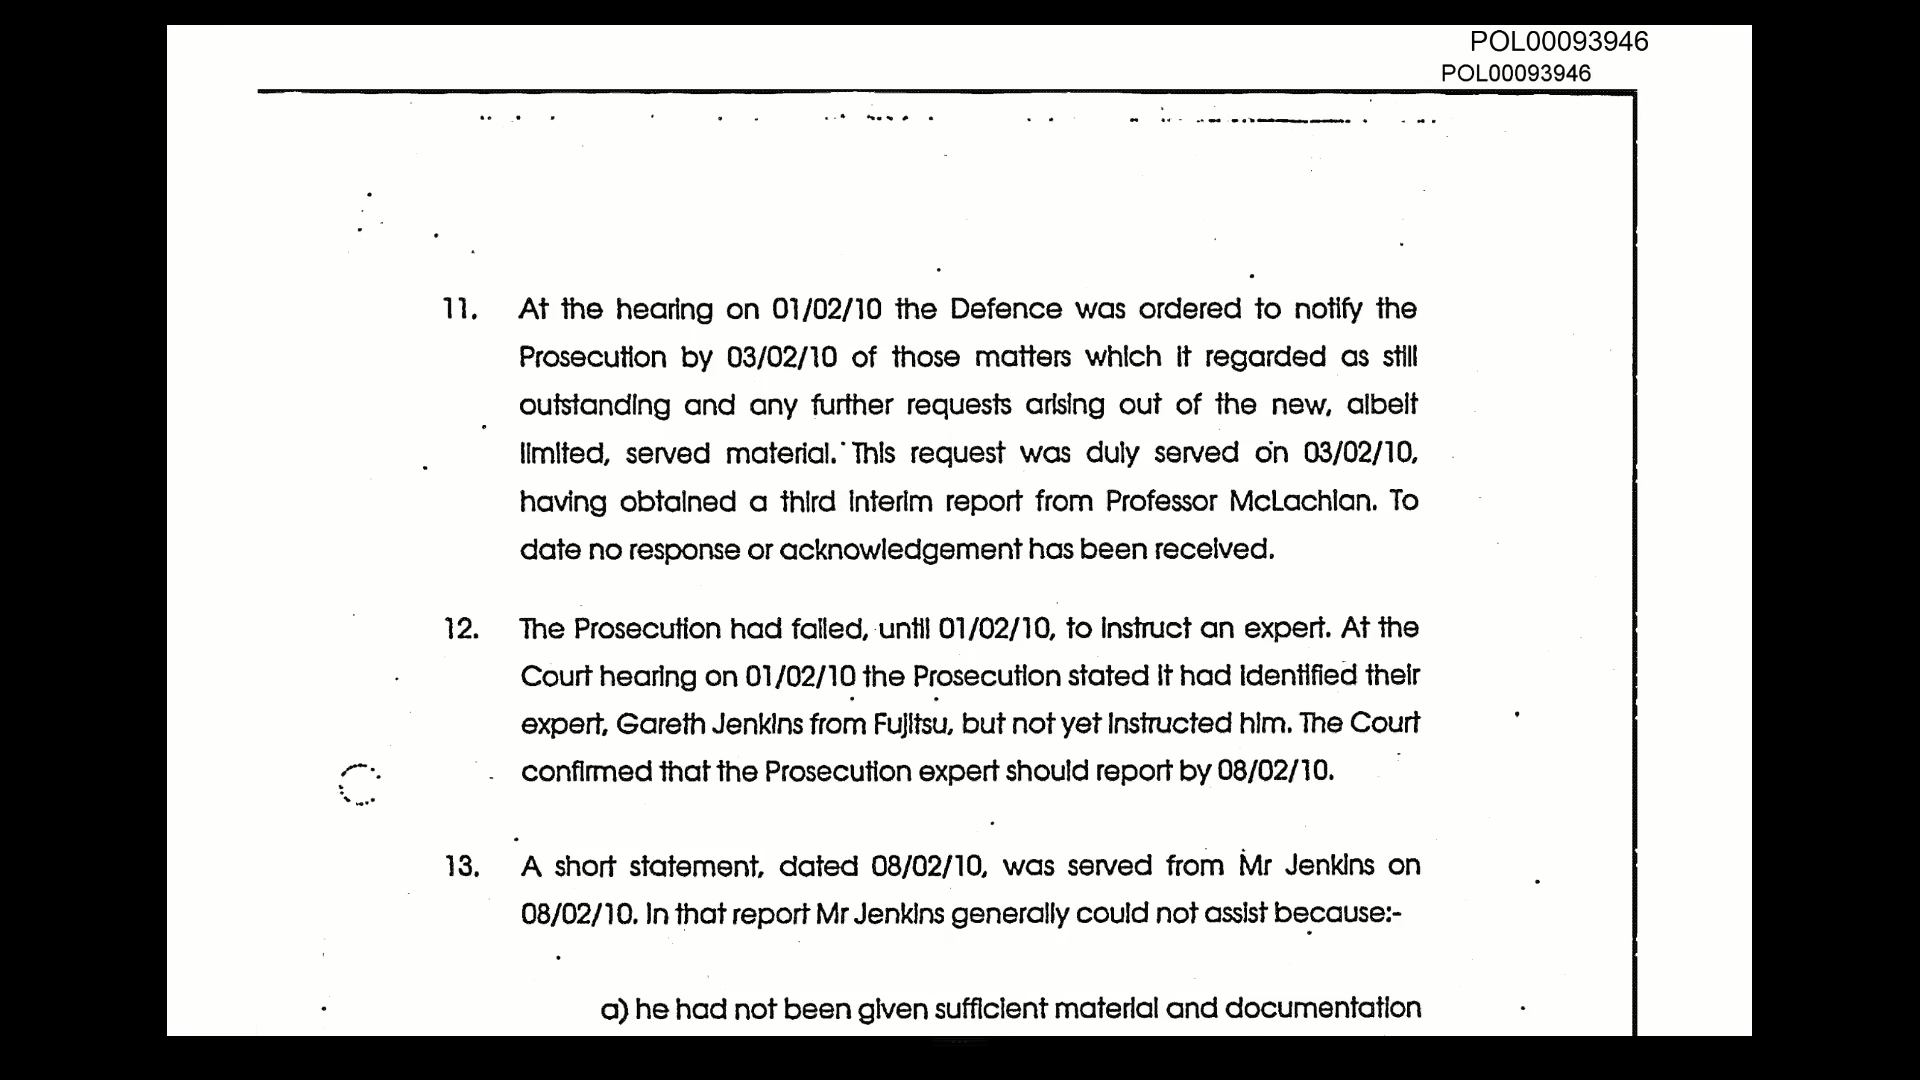 POL00093946
POL00093946
11. At the hearing on 01/02/10 the Defence was ordered to notify the
Prosecution by 03/02/10 of those matters which it regarded as still
outstanding and any further requests arising out of the new, albeit
limited, served material. This request was duly served on 03/02/10,
having obtained a third interim report from Professor McLachlan. To
date no response or acknowledgement has been received.
12. The Prosecution had failed, until 01/02/10, to instruct an expert. At the
Court hearing on 01/02/10 the Prosecution stated it had identified their
expert, Gareth Jenkins from Fujitsu, but not yet instructed him. The Court
confirmed that the Prosecution expert should report by 08/02/10.
13. A short statement, dated 08/02/10, was served from Mr Jenkins on
08/02/10. In that report Mr Jenkins generally could not assist because:-
a) he had not been given sufficient material and documentation